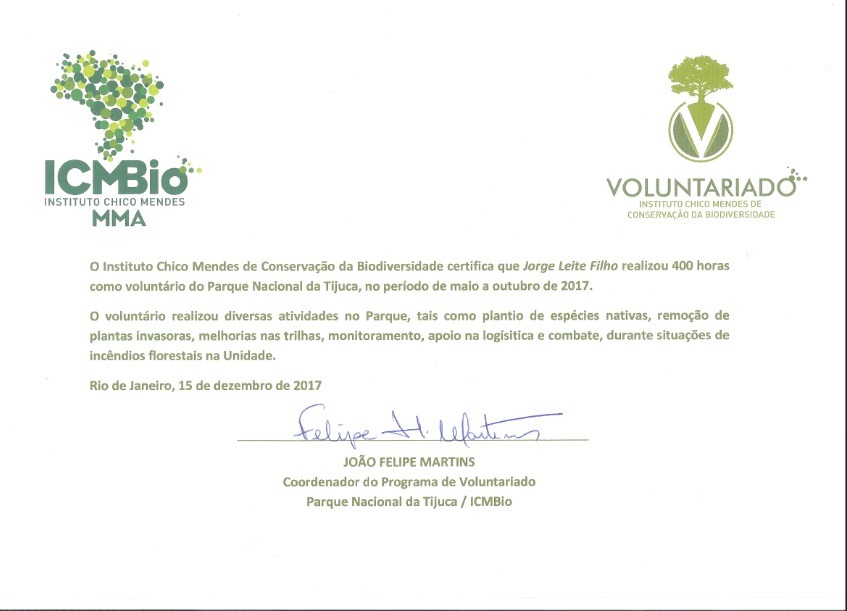 ICMBio
INSTITUTO CHICO MENDES
MMA
VOLUNTARIADO
INSTITUTO CHICO MENDES DE
CONSERVAÇÃO DA BIODIVERSIDADE
O Instituto Chico Mendes de Conservação da Biodiversidade certifica que Jorge Leite Filho realizou 400 horas
como voluntário do Parque Nacional da Tijuca, no período de maio a outubro de 2017.
O voluntário realizou diversas atividades no Parque, tais como plantio de espécies nativas, remoção de
plantas invasoras, melhorias nas trilhas, monitoramento, apoio na logísitica e combate, durante situações de
incêndios florestais na Unidade.
Rio de Janeiro, 15 de dezembro de 2017
Felipe H. Martins
JOÃO FELIPE MARTINS
Coordenador do Programa de Voluntariado
Parque Nacional da Tijuca / ICMBio